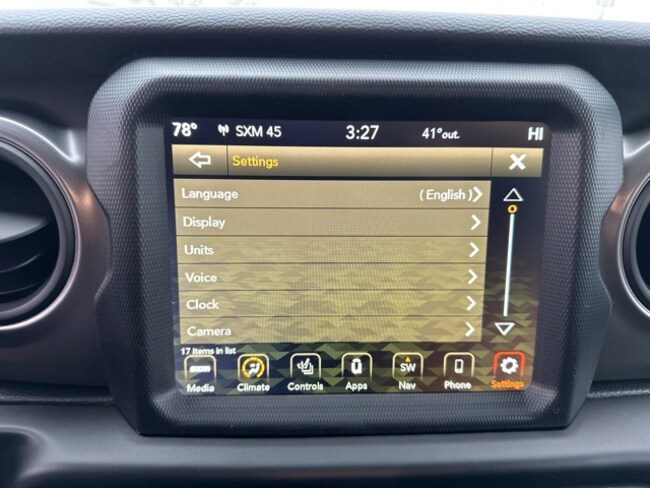 78° SXM 45 3:27 41° out. HI
Settings
Language (English)
Display
Units
Voice
Clock
Camera
17 Items in list
SW
Media Climate Controls Apps Nav Phone Settings